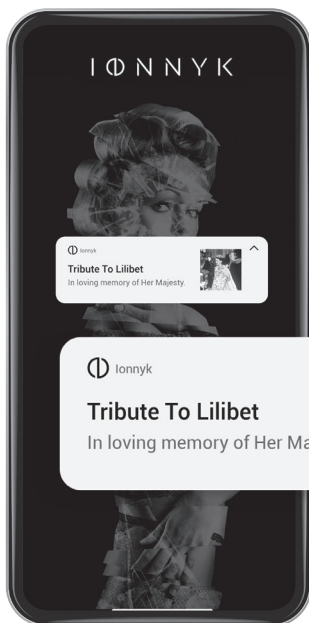 IONNYK
Ionnyk
Tribute To Lilibet
In loving memory of Her Majesty.
Ionnyk
Tribute To Lilibet
In loving memory of Her Ma